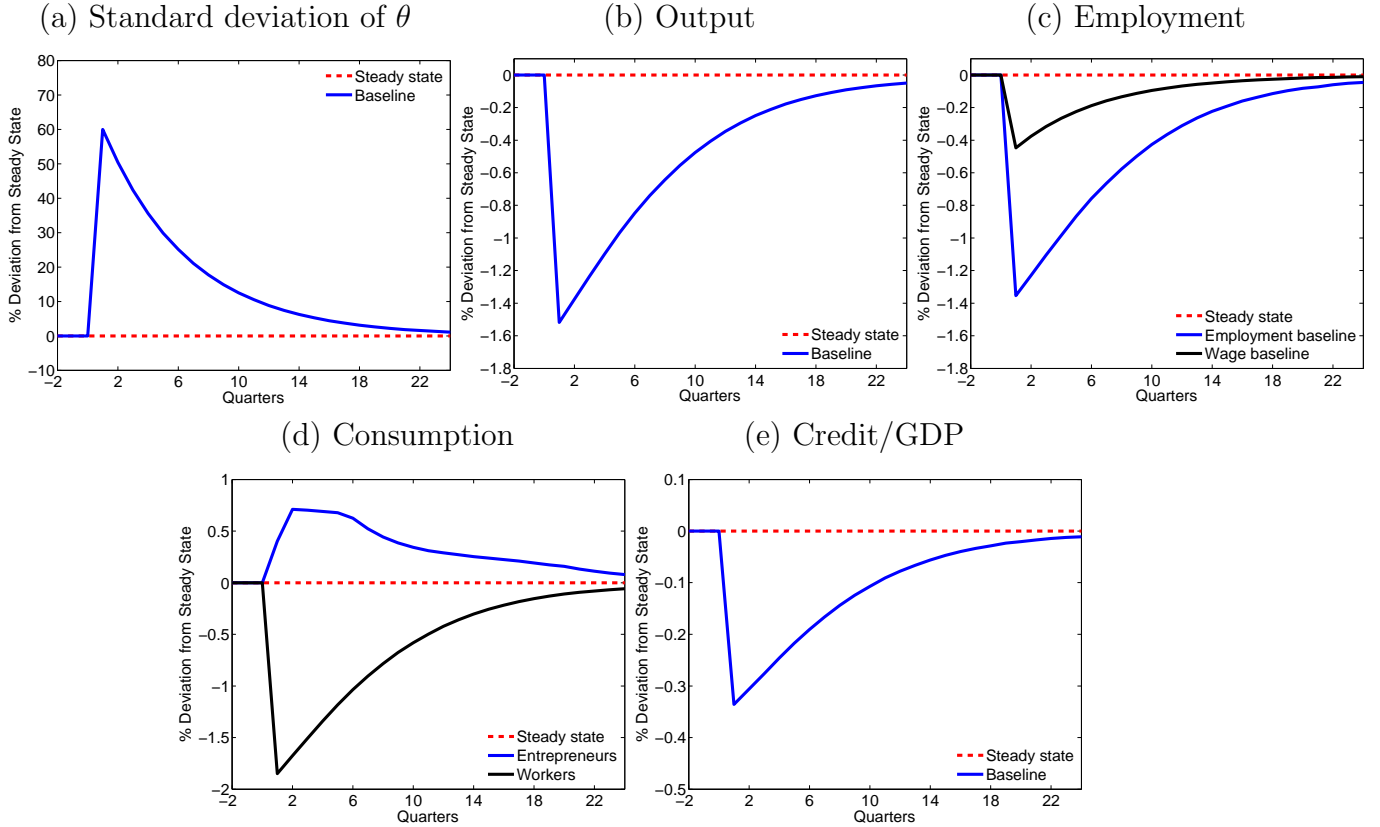 (a) Standard deviation of θ
80
70
60
50
40
30
20
10
0
−10
−2
2
6
10
14
18
22
% Deviation from Steady State
Quarters
Steady state
Baseline
(b) Output
0
−0.2
−0.4
−0.6
−0.8
−1
−1.2
−1.4
−1.6
−1.8
−2
2
6
10
14
18
22
% Deviation from Steady State
Quarters
Steady state
Baseline
(c) Employment
0
−0.2
−0.4
−0.6
−0.8
−1
−1.2
−1.4
−1.6
−1.8
−2
2
6
10
14
18
22
% Deviation from Steady State
Quarters
Steady state
Employment baseline
Wage baseline
(d) Consumption
1
0.5
0
−0.5
−1
−1.5
−2
−2
2
6
10
14
18
22
% Deviation from Steady State
Quarters
Steady state
Entrepreneurs
Workers
(e) Credit/GDP
0.1
0
−0.1
−0.2
−0.3
−0.4
−0.5
−2
2
6
10
14
18
22
% Deviation from Steady State
Quarters
Steady state
Baseline